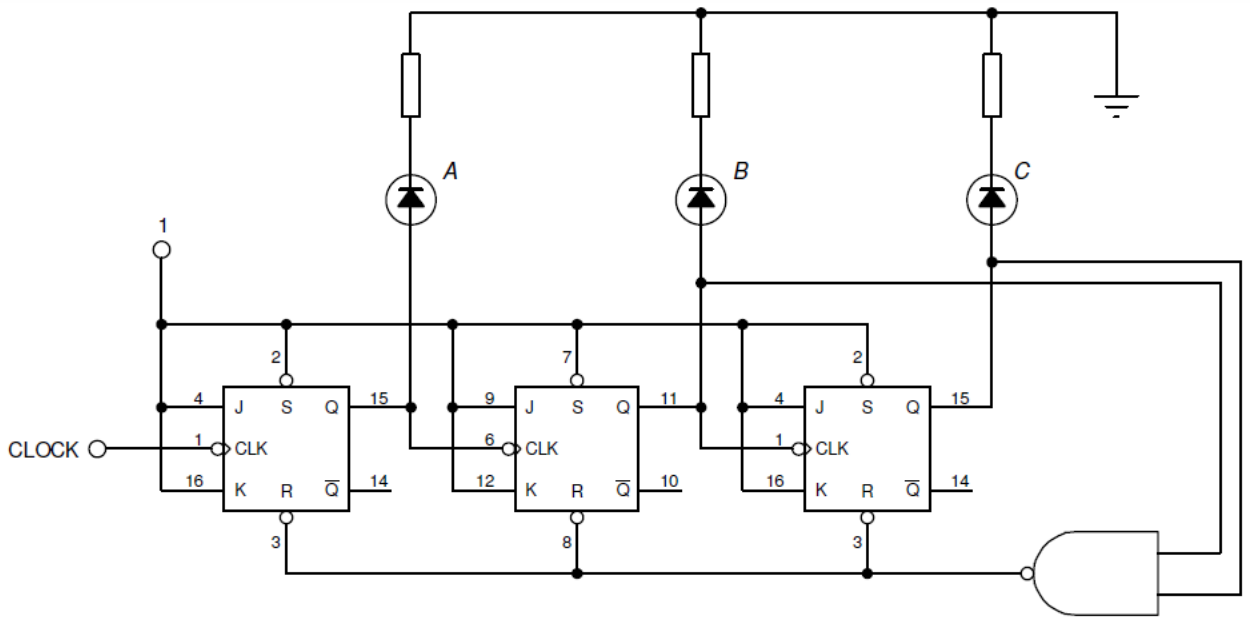 A B C
1
2 7 2
4 J S Q 15 9 J S Q 11 4 J S Q 15
CLOCK 1 CLK 6 CLK 1 CLK
16 K R Q̅ 14 12 K R Q̅ 10 16 K R Q̅ 14
3 8 3